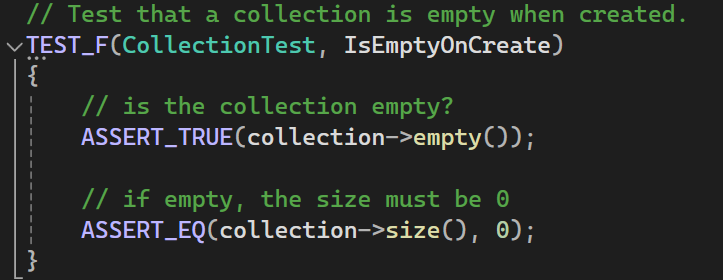 // Test that a collection is empty when created.
TEST_F(CollectionTest, IsEmptyOnCreate)
{
// is the collection empty?
ASSERT_TRUE(collection->empty());
// if empty, the size must be 0
ASSERT_EQ(collection->size(), 0);
}